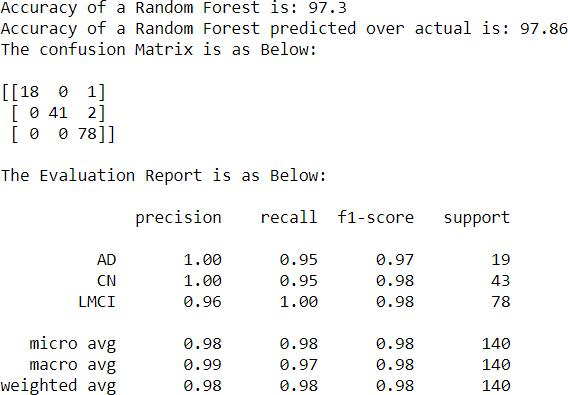 Accuracy of a Random Forest is: 97.3
Accuracy of a Random Forest predicted over actual is: 97.86
The confusion Matrix is as Below:
[[18 0 1]
[ 0 41 2]
[ 0 0 78]]
The Evaluation Report is as Below:
precision recall f1-score support
AD 1.00 0.95 0.97 19
CN 1.00 0.95 0.98 43
LMCI 0.96 1.00 0.98 78
micro avg 0.98 0.98 0.98 140
macro avg 0.99 0.97 0.98 140
weighted avg 0.98 0.98 0.98 140